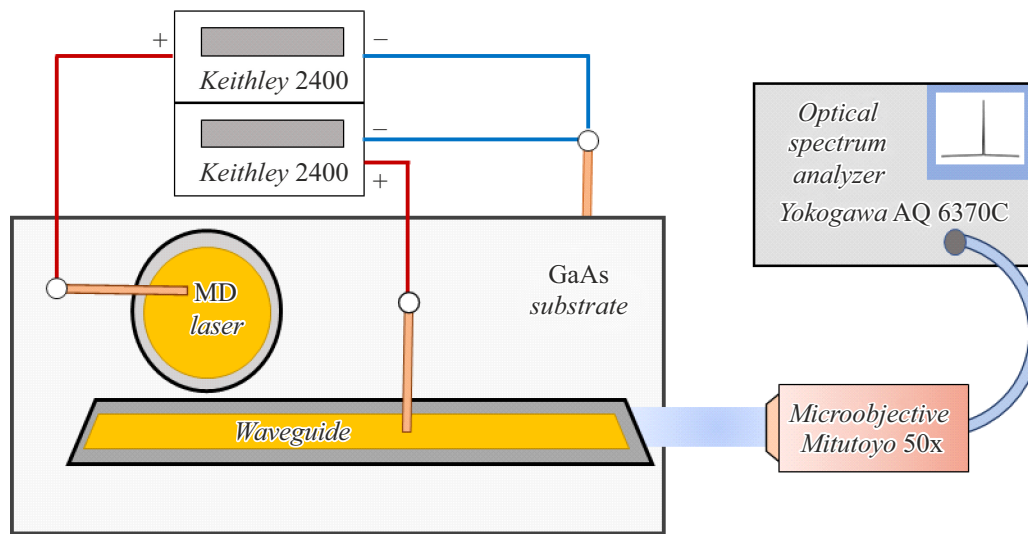 +
−
Keithley 2400
−
Keithley 2400
+
MD
laser
GaAs
substrate
Waveguide
Optical
spectrum
analyzer
Yokogawa AQ 6370C
Microobjective
Mitutoyo 50x